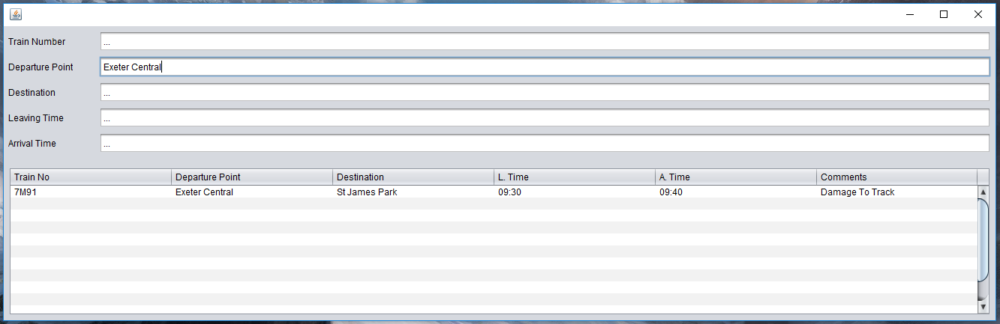 Train Number ...
Departure Point Exeter Central
Destination ...
Leaving Time ...
Arrival Time ...
Train No Departure Point Destination L. Time A. Time Comments
7M91 Exeter Central St James Park 09:30 09:40 Damage To Track